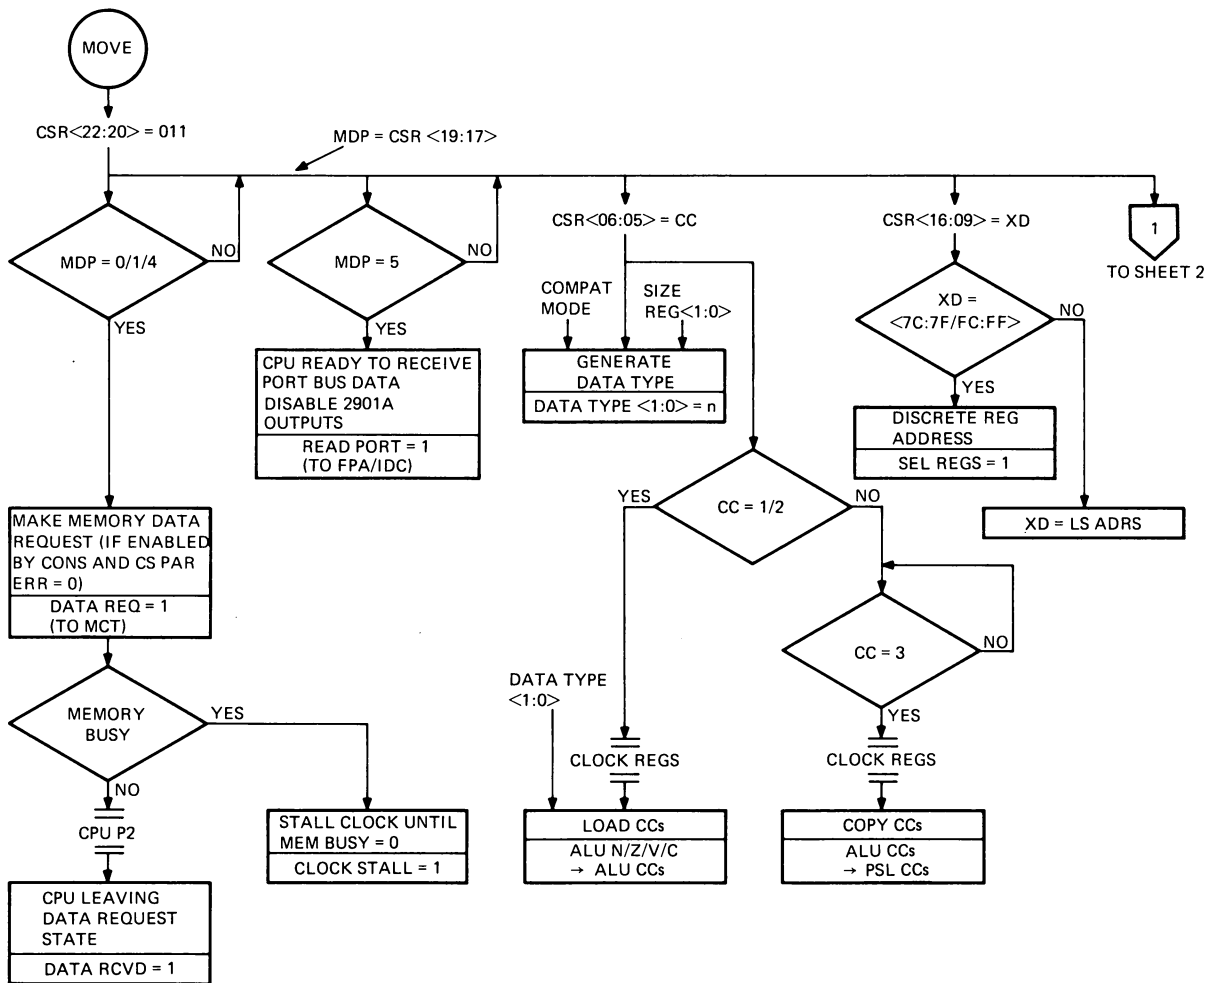 MOVE
CSR<22:20> = 011
MDP = CSR <19:17>
MDP = 0/1/4
NO
YES
MDP = 5
NO
YES
CPU READY TO RECEIVE
PORT BUS DATA
DISABLE 2901A
OUTPUTS
READ PORT = 1
(TO FPA/IDC)
CSR<06:05> = CC
COMPAT
MODE
SIZE
REG<1:0>
GENERATE
DATA TYPE
DATA TYPE <1:0> = n
CSR<16:09> = XD
XD =
<7C:7F/FC:FF>
NO
YES
DISCRETE REG
ADDRESS
SEL REGS = 1
XD = LS ADRS
1
TO SHEET 2
MAKE MEMORY DATA
REQUEST (IF ENABLED
BY CONS AND CS PAR
ERR = 0)
DATA REQ = 1
(TO MCT)
MEMORY
BUSY
YES
NO
CPU P2
CPU LEAVING
DATA REQUEST
STATE
DATA RCVD = 1
STALL CLOCK UNTIL
MEM BUSY = 0
CLOCK STALL = 1
CC = 1/2
YES
NO
CC = 3
NO
YES
DATA TYPE
<1:0>
CLOCK REGS
LOAD CCs
ALU N/Z/V/C
→ ALU CCs
CLOCK REGS
COPY CCs
ALU CCs
→ PSL CCs